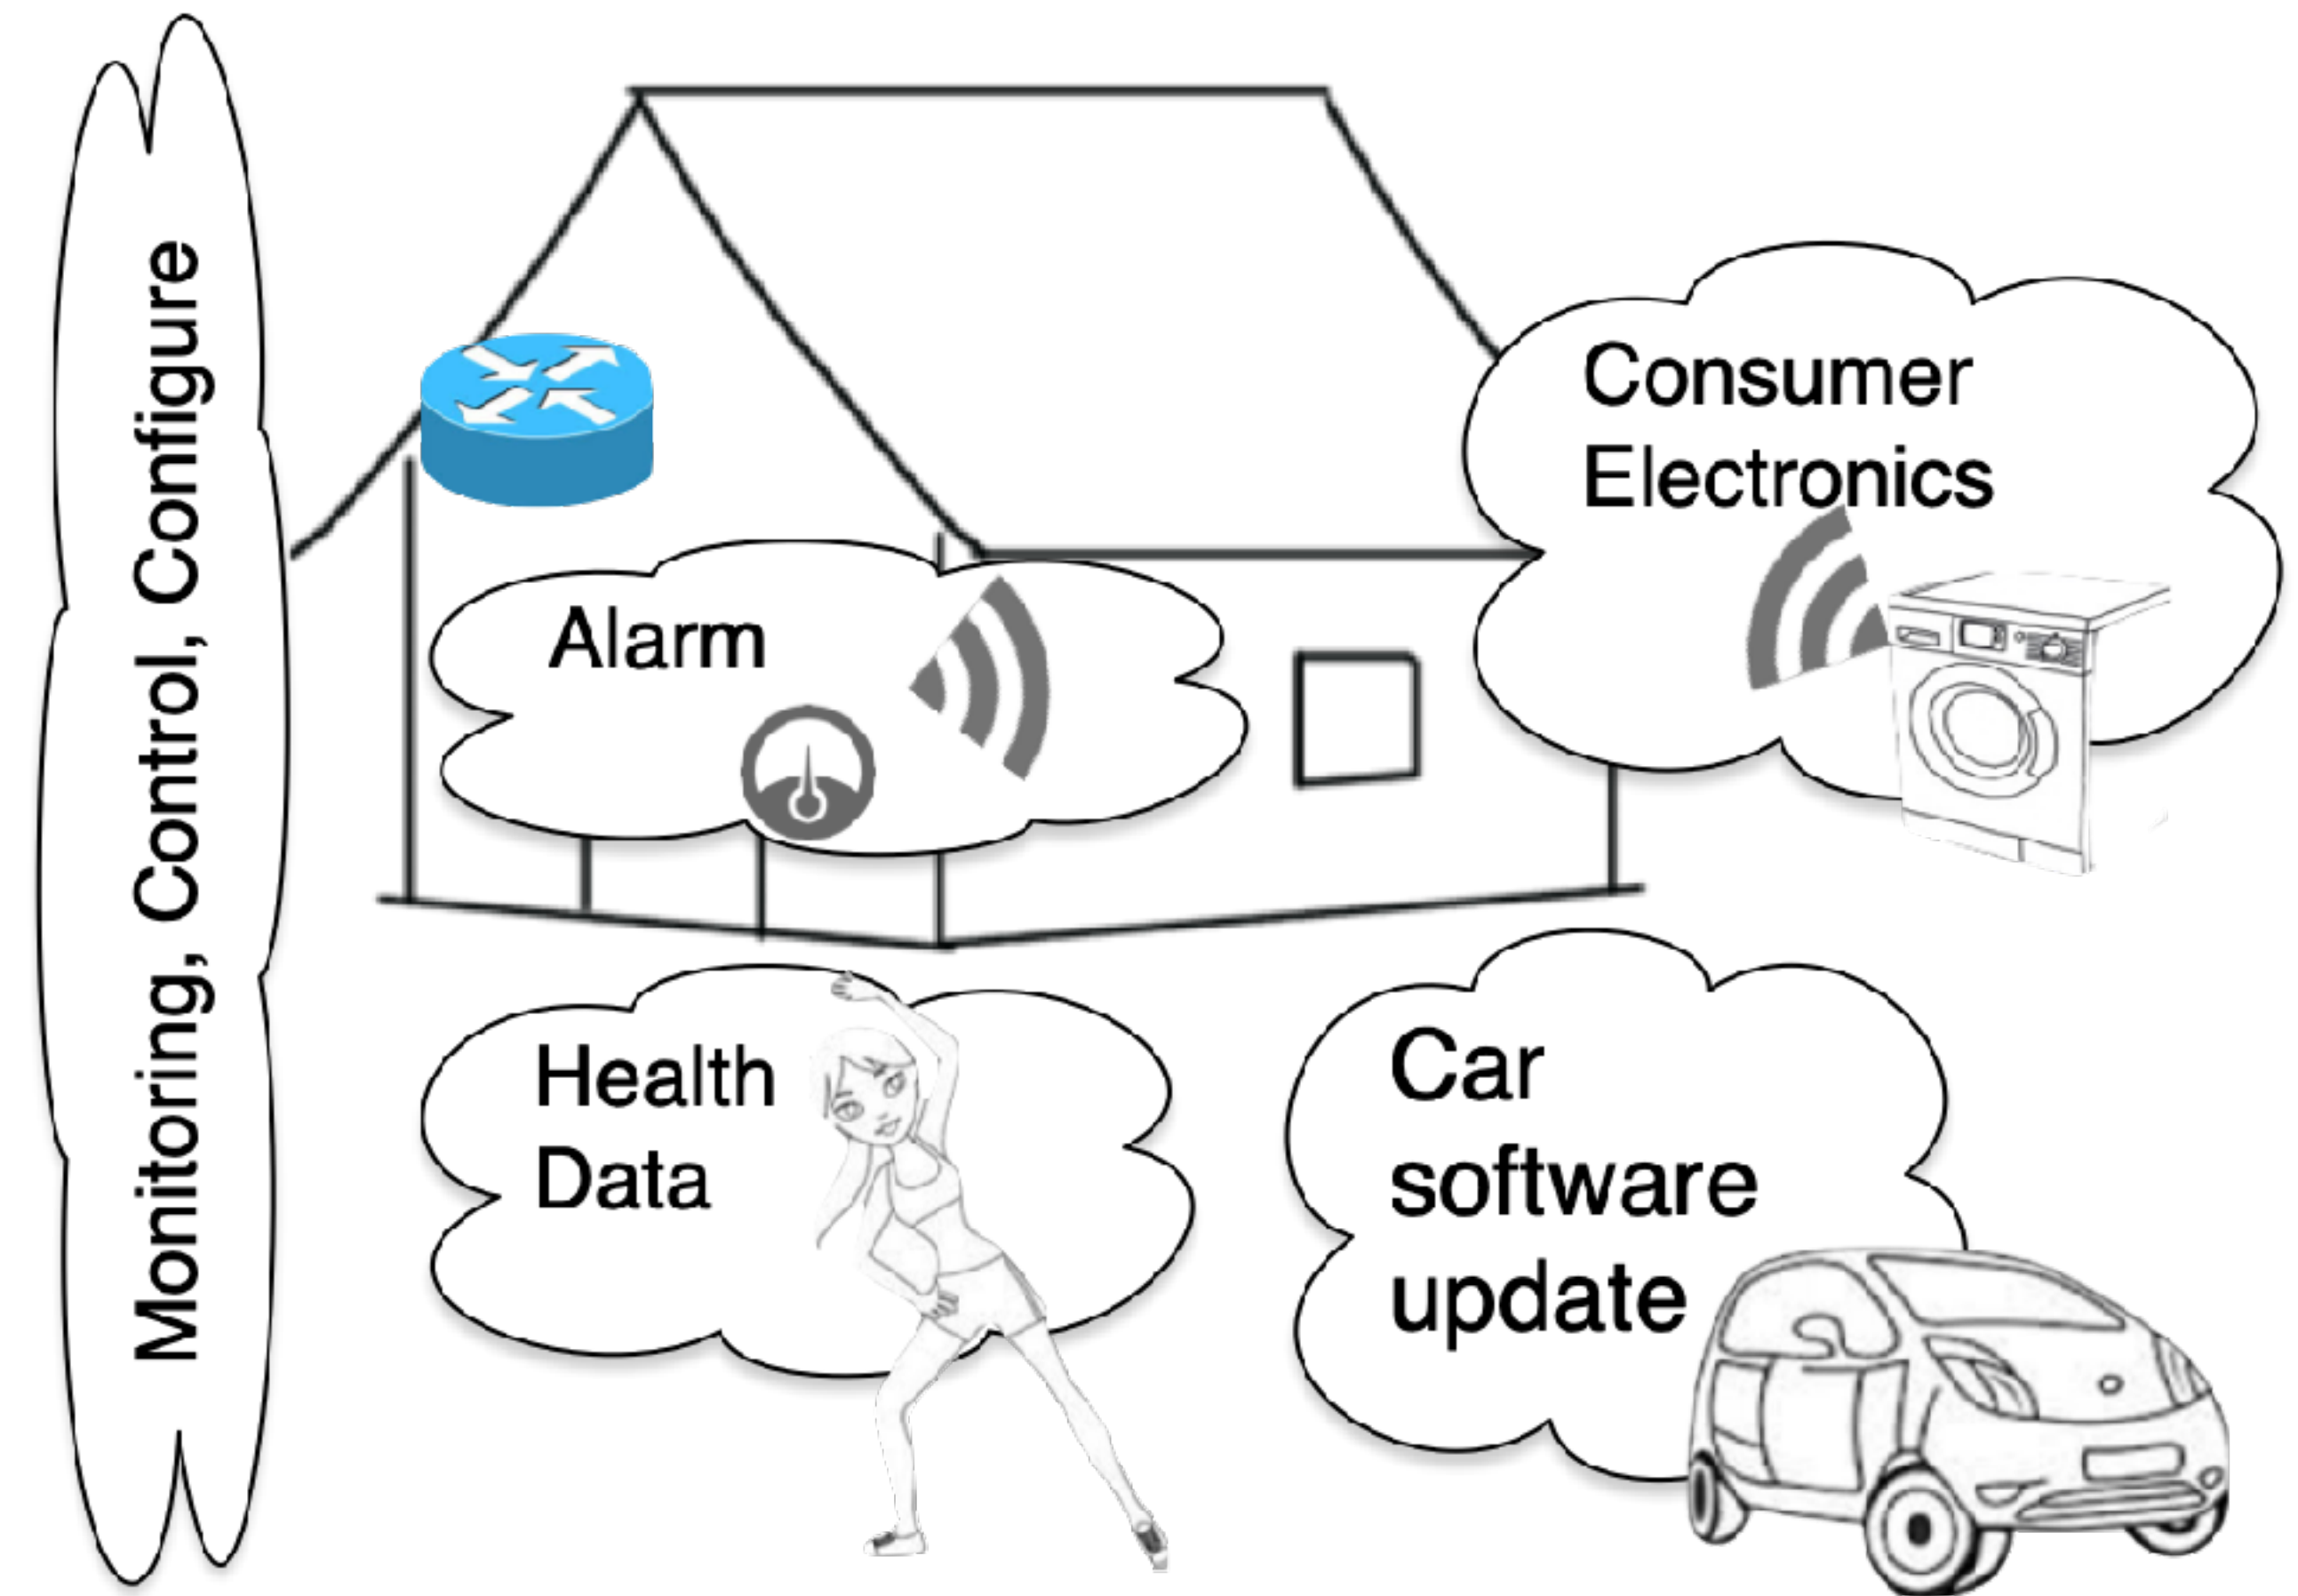 Monitoring, Control, Configure
Consumer
Electronics
Alarm
Health
Data
Car
software
update